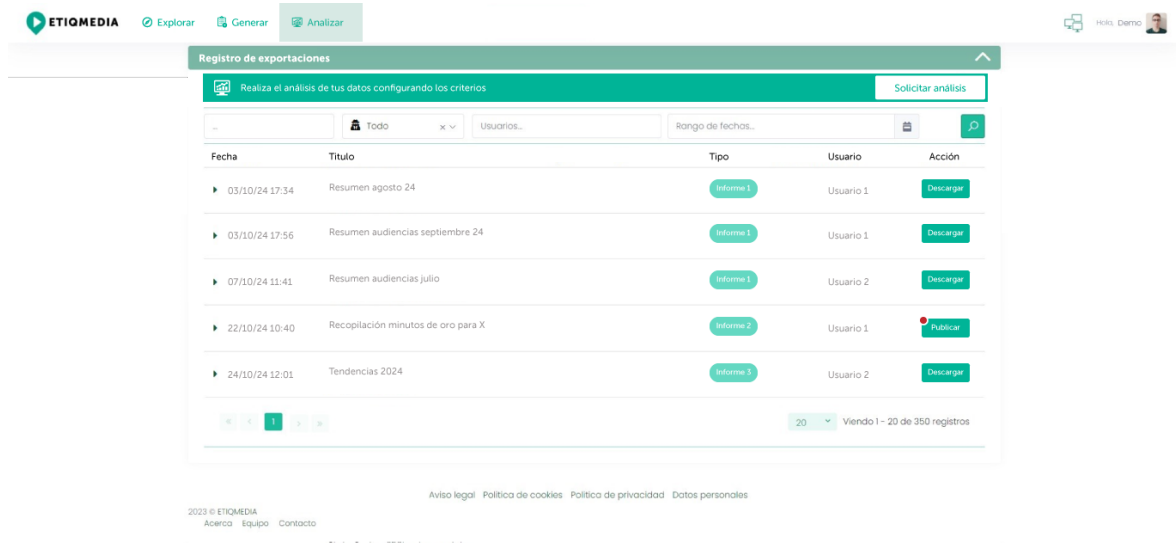 ETIQMEDIA Explorar Generar Analizar Hola, Demo
Registro de exportaciones
Realiza el análisis de tus datos configurando los criterios Solicitar análisis
.. Todo Usuarios... Rango de fechas...
Fecha Titulo Tipo Usuario Acción
03/10/24 17:34 Resumen agosto 24 Informe 1 Usuario 1 Descargar
03/10/24 17:56 Resumen audiencias septiembre 24 Informe 1 Usuario 1 Descargar
07/10/24 11:41 Resumen audiencias julio Informe 1 Usuario 2 Descargar
22/10/24 10:40 Recopilación minutos de oro para X Informe 2 Usuario 1 Publicar
24/10/24 12:01 Tendencias 2024 Informe 3 Usuario 2 Descargar
« ‹ 1 › » 20 Viendo 1 - 20 de 350 registros
Aviso legal Política de cookies Política de privacidad Datos personales
2023 © ETIQMEDIA
Acerca Equipo Contacto